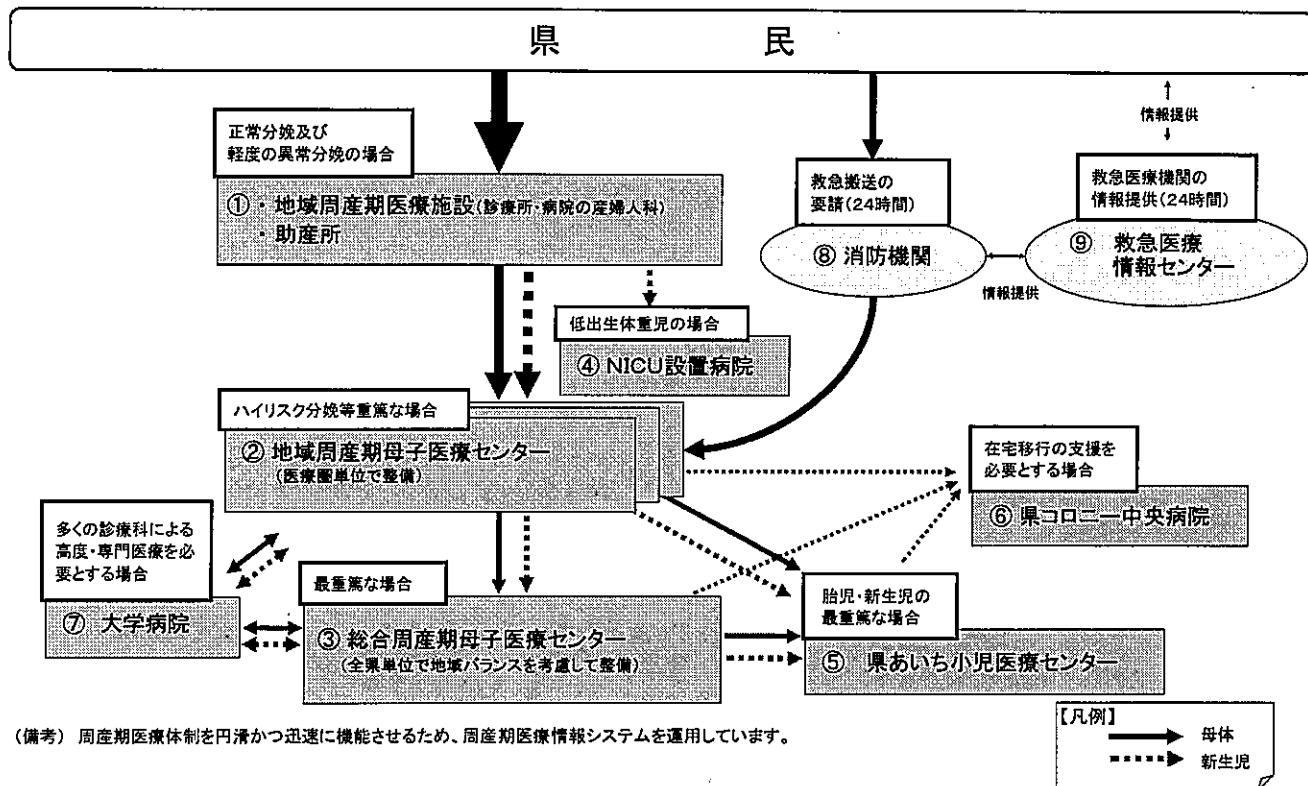 県 民
↑
情報提供
↓
正常分娩及び
軽度の異常分娩の場合
① ・地域周産期医療施設(診療所・病院の産婦人科)
・助産所
救急搬送の
要請(24時間)
⑧ 消防機関
救急医療機関の
情報提供(24時間)
⑨ 救急医療
情報センター
情報提供
低出生体重児の場合
④ NICU設置病院
ハイリスク分娩等重篤な場合
② 地域周産期母子医療センター
(医療圏単位で整備)
在宅移行の支援を
必要とする場合
⑥ 県コロニー中央病院
多くの診療科による
高度・専門医療を必
要とする場合
⑦ 大学病院
最重篤な場合
③ 総合周産期母子医療センター
(全県単位で地域バランスを考慮して整備)
胎児・新生児の
最重篤な場合
⑤ 県あいち小児医療センター
(備考) 周産期医療体制を円滑かつ迅速に機能させるため、周産期医療情報システムを運用しています。
【凡例】
母体
新生児